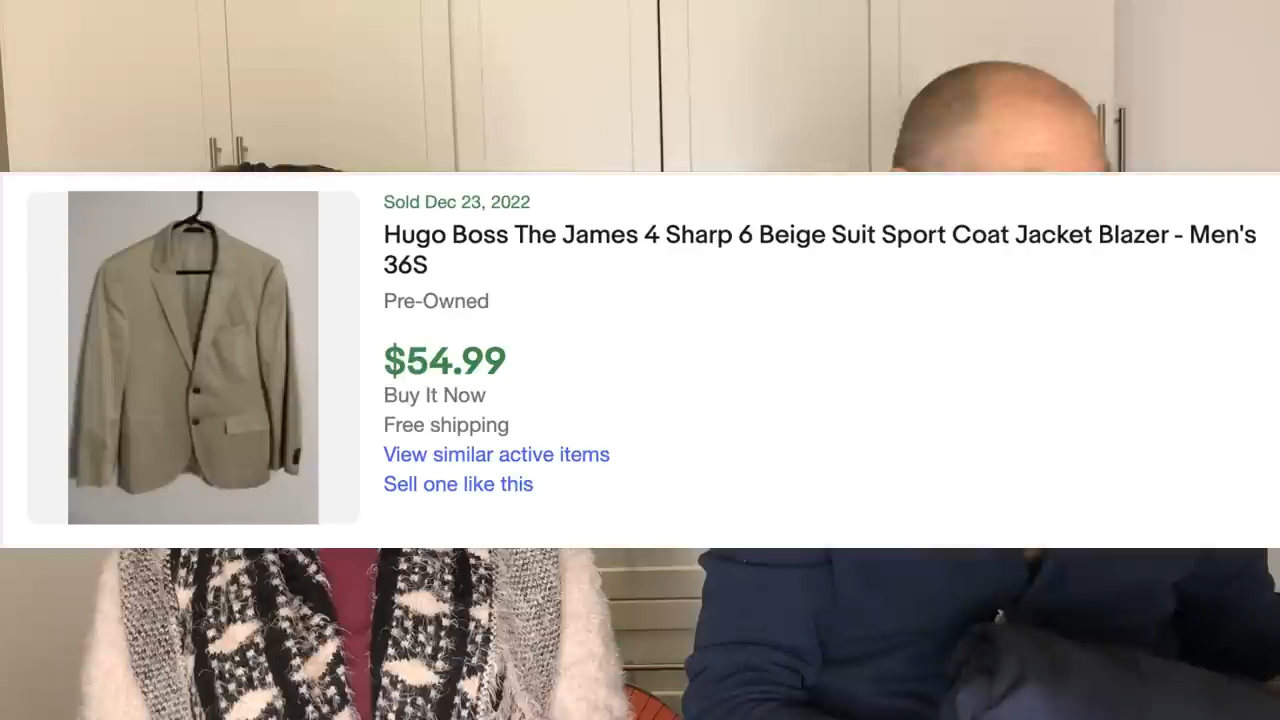 Sold Dec 23, 2022
Hugo Boss The James 4 Sharp 6 Beige Suit Sport Coat Jacket Blazer - Men's
36S
Pre-Owned
$54.99
Buy It Now
Free shipping
View similar active items
Sell one like this